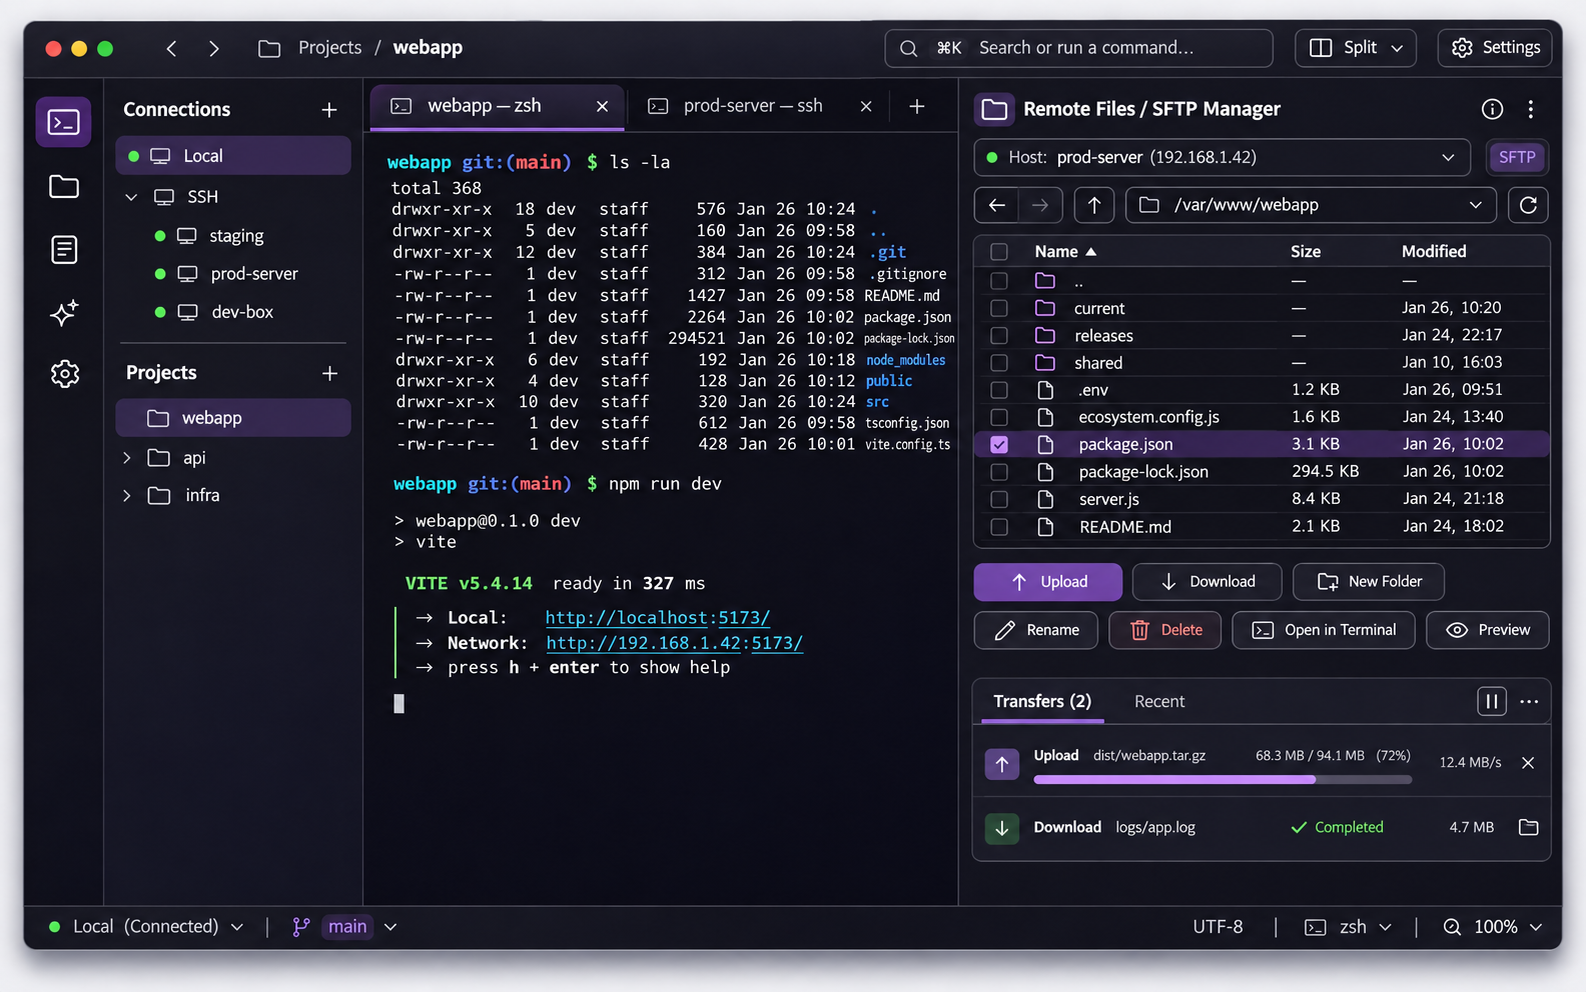 Projects / webapp
⌘K Search or run a command...
Split
Settings
Connections +
Local
SSH
staging
prod-server
dev-box
Projects +
webapp
api
infra
webapp — zsh ×
prod-server — ssh ×
+
webapp git:(main) $ ls -la
total 368
drwxr-xr-x 18 dev staff 576 Jan 26 10:24 .
drwxr-xr-x 5 dev staff 160 Jan 26 09:58 ..
drwxr-xr-x 12 dev staff 384 Jan 26 10:24 .git
-rw-r--r-- 1 dev staff 312 Jan 26 09:58 .gitignore
-rw-r--r-- 1 dev staff 1427 Jan 26 09:58 README.md
-rw-r--r-- 1 dev staff 2264 Jan 26 10:02 package.json
-rw-r--r-- 1 dev staff 294521 Jan 26 10:02 package-lock.json
drwxr-xr-x 6 dev staff 192 Jan 26 10:18 node_modules
drwxr-xr-x 4 dev staff 128 Jan 26 10:12 public
drwxr-xr-x 10 dev staff 320 Jan 26 10:24 src
-rw-r--r-- 1 dev staff 612 Jan 26 09:58 tsconfig.json
-rw-r--r-- 1 dev staff 428 Jan 26 10:01 vite.config.ts
webapp git:(main) $ npm run dev
> webapp@0.1.0 dev
> vite
VITE v5.4.14 ready in 327 ms
→ Local: http://localhost:5173/
→ Network: http://192.168.1.42:5173/
→ press h + enter to show help
Remote Files / SFTP Manager
Host: prod-server (192.168.1.42)
SFTP
/var/www/webapp
Name ▲ Size Modified
.. — —
current — Jan 26, 10:20
releases — Jan 24, 22:17
shared — Jan 10, 16:03
.env 1.2 KB Jan 26, 09:51
ecosystem.config.js 1.6 KB Jan 24, 13:40
package.json 3.1 KB Jan 26, 10:02
package-lock.json 294.5 KB Jan 26, 10:02
server.js 8.4 KB Jan 24, 21:18
README.md 2.1 KB Jan 24, 18:02
Upload
Download
New Folder
Rename
Delete
Open in Terminal
Preview
Transfers (2)
Recent
Upload dist/webapp.tar.gz 68.3 MB / 94.1 MB (72%) 12.4 MB/s
Download logs/app.log Completed 4.7 MB
Local (Connected)
main
UTF-8
zsh
100%